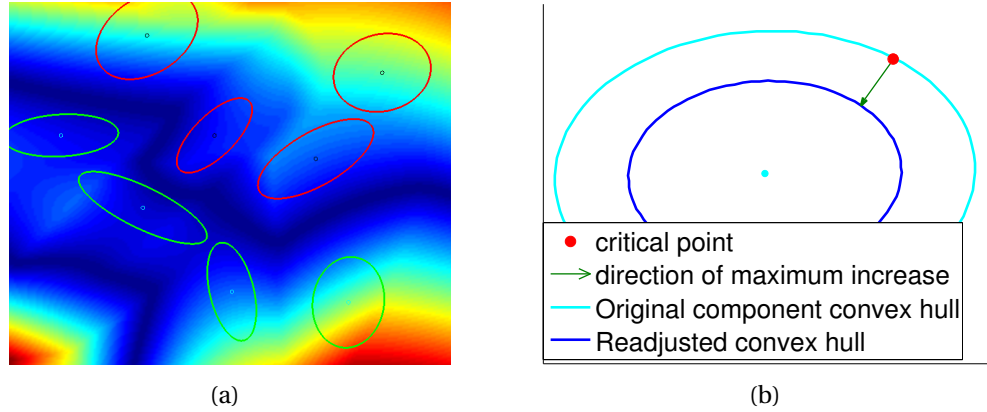 critical point
direction of maximum increase
Original component convex hull
Readjusted convex hull
(a)
(b)